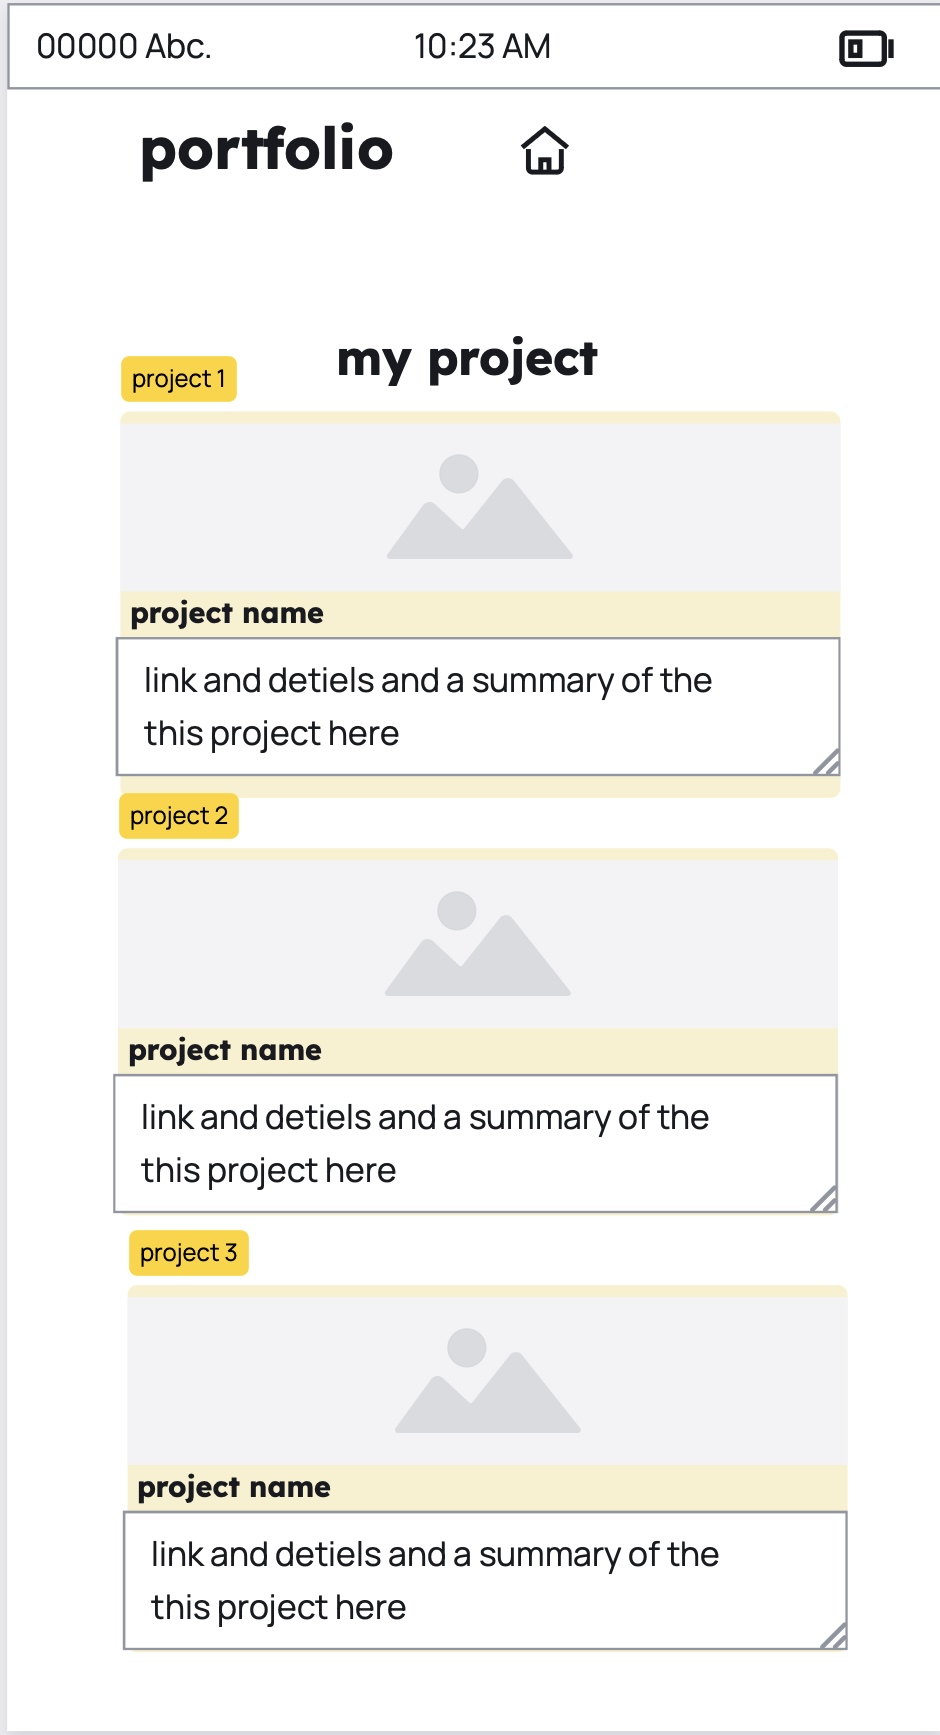 00000 Abc. 10:23 AM
portfolio
my project
project 1
project name
link and detiels and a summary of the
this project here
project 2
project name
link and detiels and a summary of the
this project here
project 3
project name
link and detiels and a summary of the
this project here